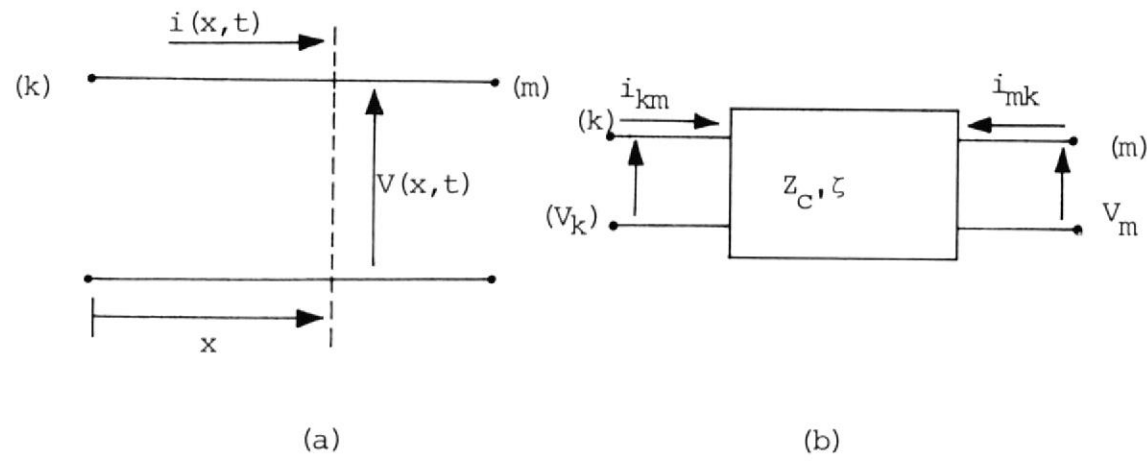 i(x,t)
(k)
(m)
V(x,t)
x
(a)
i_km
i_mk
(k)
(m)
Z_C, ζ
(V_k)
V_m
(b)